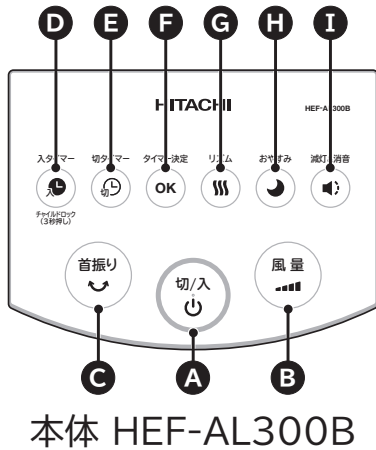 D E F G H I
HITACHI
HEF-AL300B
入タイマー 切タイマー タイマー決定 リズム おやすみ 減灯/消音
入 切 OK
チャイルドロック
(3秒押し)
首振り 切/入 風量
C A B
本体 HEF-AL300B